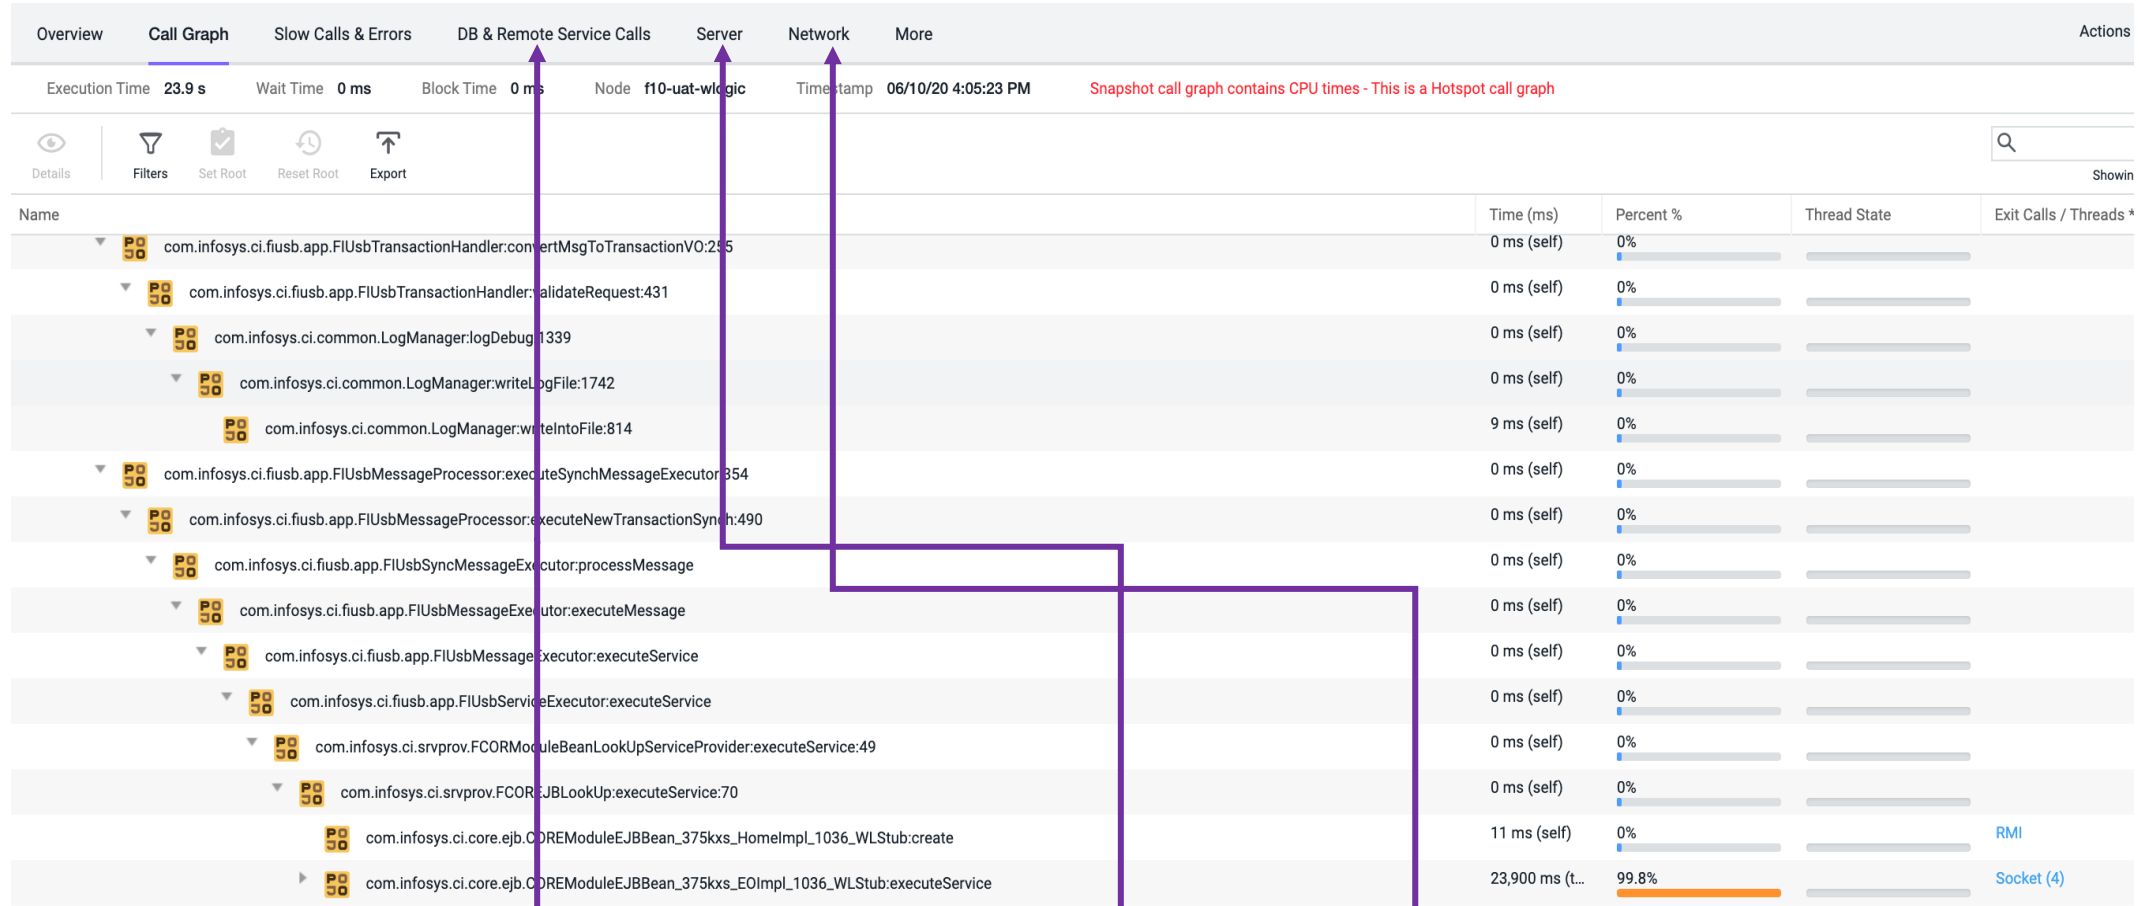 Overview Call Graph Slow Calls & Errors DB & Remote Service Calls Server Network More Actions
Execution Time 23.9 s Wait Time 0 ms Block Time 0 ms Node f10-uat-wlogic Timestamp 06/10/20 4:05:23 PM Snapshot call graph contains CPU times - This is a Hotspot call graph
Details Filters Set Root Reset Root Export
Showin
Name Time (ms) Percent % Thread State Exit Calls / Threads *
com.infosys.ci.fiusb.app.FIUsbTransactionHandler:convertMsgToTransactionVO:255 0 ms (self) 0%
com.infosys.ci.fiusb.app.FIUsbTransactionHandler:validateRequest:431 0 ms (self) 0%
com.infosys.ci.common.LogManager:logDebug:1339 0 ms (self) 0%
com.infosys.ci.common.LogManager:writeLogFile:1742 0 ms (self) 0%
com.infosys.ci.common.LogManager:writeIntoFile:814 9 ms (self) 0%
com.infosys.ci.fiusb.app.FIUsbMessageProcessor:executeSynchMessageExecutor:354 0 ms (self) 0%
com.infosys.ci.fiusb.app.FIUsbMessageProcessor:executeNewTransactionSynch:490 0 ms (self) 0%
com.infosys.ci.fiusb.app.FIUsbSyncMessageExecutor:processMessage 0 ms (self) 0%
com.infosys.ci.fiusb.app.FIUsbMessageExecutor:executeMessage 0 ms (self) 0%
com.infosys.ci.fiusb.app.FIUsbMessageExecutor:executeService 0 ms (self) 0%
com.infosys.ci.fiusb.app.FIUsbServiceExecutor:executeService 0 ms (self) 0%
com.infosys.ci.srvprov.FCORModuleBeanLookUpServiceProvider:executeService:49 0 ms (self) 0%
com.infosys.ci.srvprov.FCOREJBLookUp:executeService:70 0 ms (self) 0%
com.infosys.ci.core.ejb.COREModuleEJBBean_375kxs_HomeImpl_1036_WLStub:create 11 ms (self) 0% RMI
com.infosys.ci.core.ejb.COREModuleEJBBean_375kxs_EOImpl_1036_WLStub:executeService 23,900 ms (t... 99.8% Socket (4)